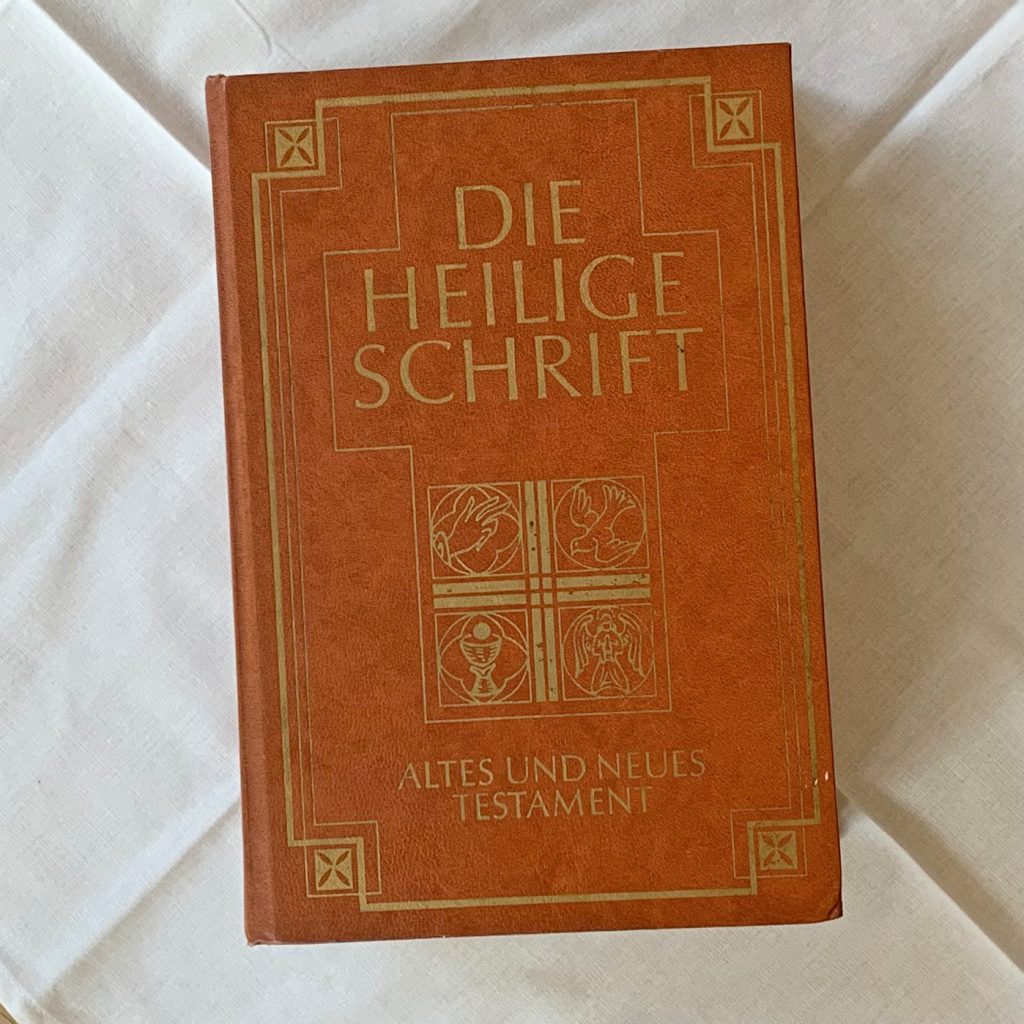 DIE
HEILIGE
SCHRIFT
ALTES UND NEUES
TESTAMENT